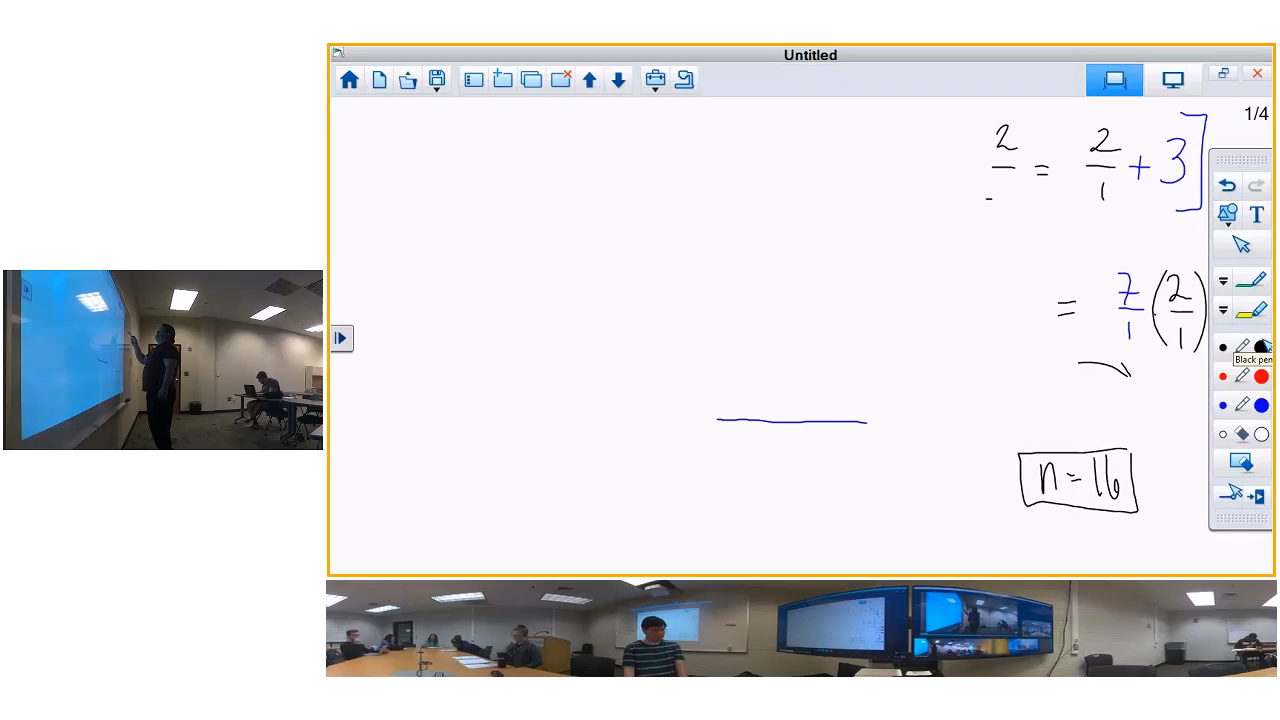 Untitled
1/4
2/ = 2/1 + 3]
= 7/1 (2/1)
Black pen
T
n = 16